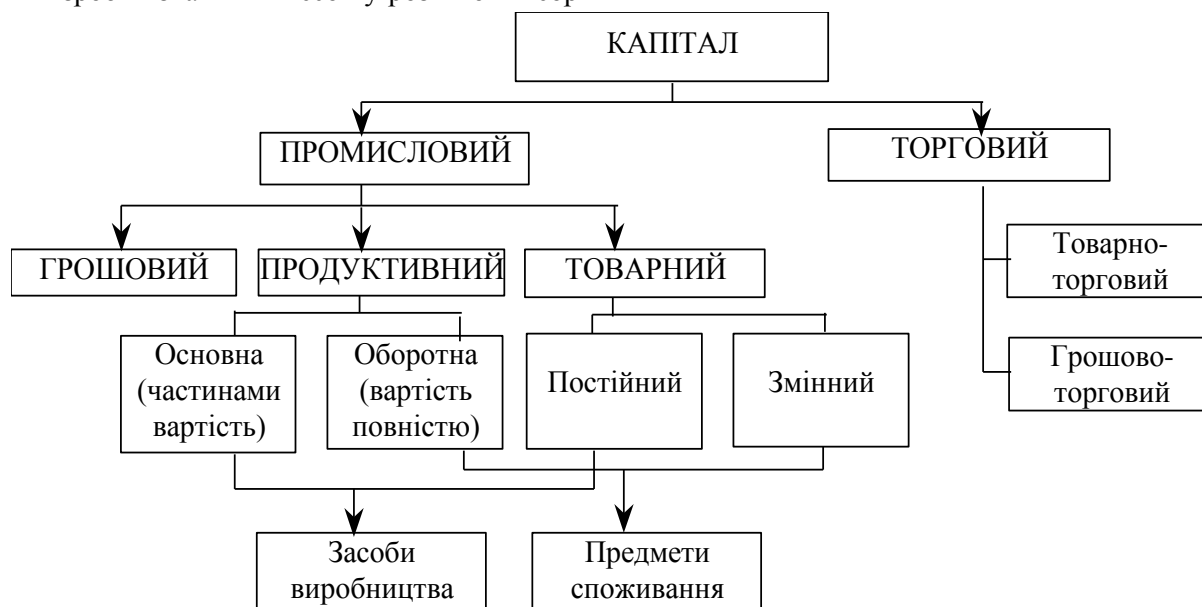 КАПІТАЛ
ПРОМИСЛОВИЙ
ТОРГОВИЙ
ГРОШОВИЙ
ПРОДУКТИВНИЙ
ТОВАРНИЙ
Товарно-
торговий
Основна
(частинами
вартість)
Оборотна
(вартість
повністю)
Постійний
Змінний
Грошово-
торговий
Засоби
виробництва
Предмети
споживання